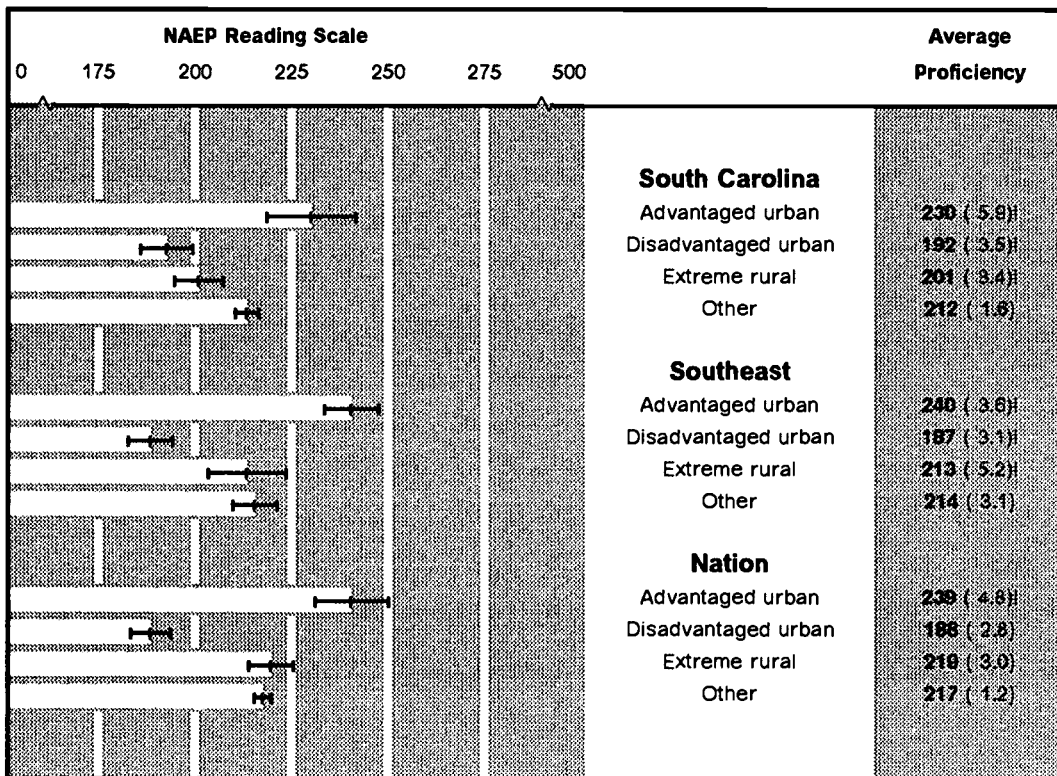 NAEP Reading Scale Average
0 175 200 225 250 275 500 Proficiency
South Carolina
Advantaged urban 230 ( 5.9)!
Disadvantaged urban 192 ( 3.5)!
Extreme rural 201 ( 3.4)!
Other 212 ( 1.6)
Southeast
Advantaged urban 240 ( 3.6)!
Disadvantaged urban 187 ( 3.1)!
Extreme rural 213 ( 5.2)!
Other 214 ( 3.1)
Nation
Advantaged urban 239 ( 4.8)!
Disadvantaged urban ( 2.8)
Extreme rural 219 ( 3.0)
Other 217 ( 1.2)